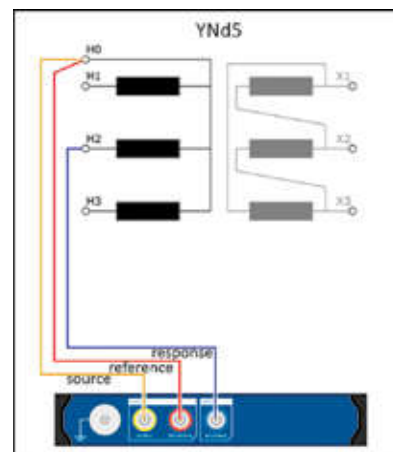 YNd5
H0
H1
X1
H2
X2
H3
X3
response
reference
source